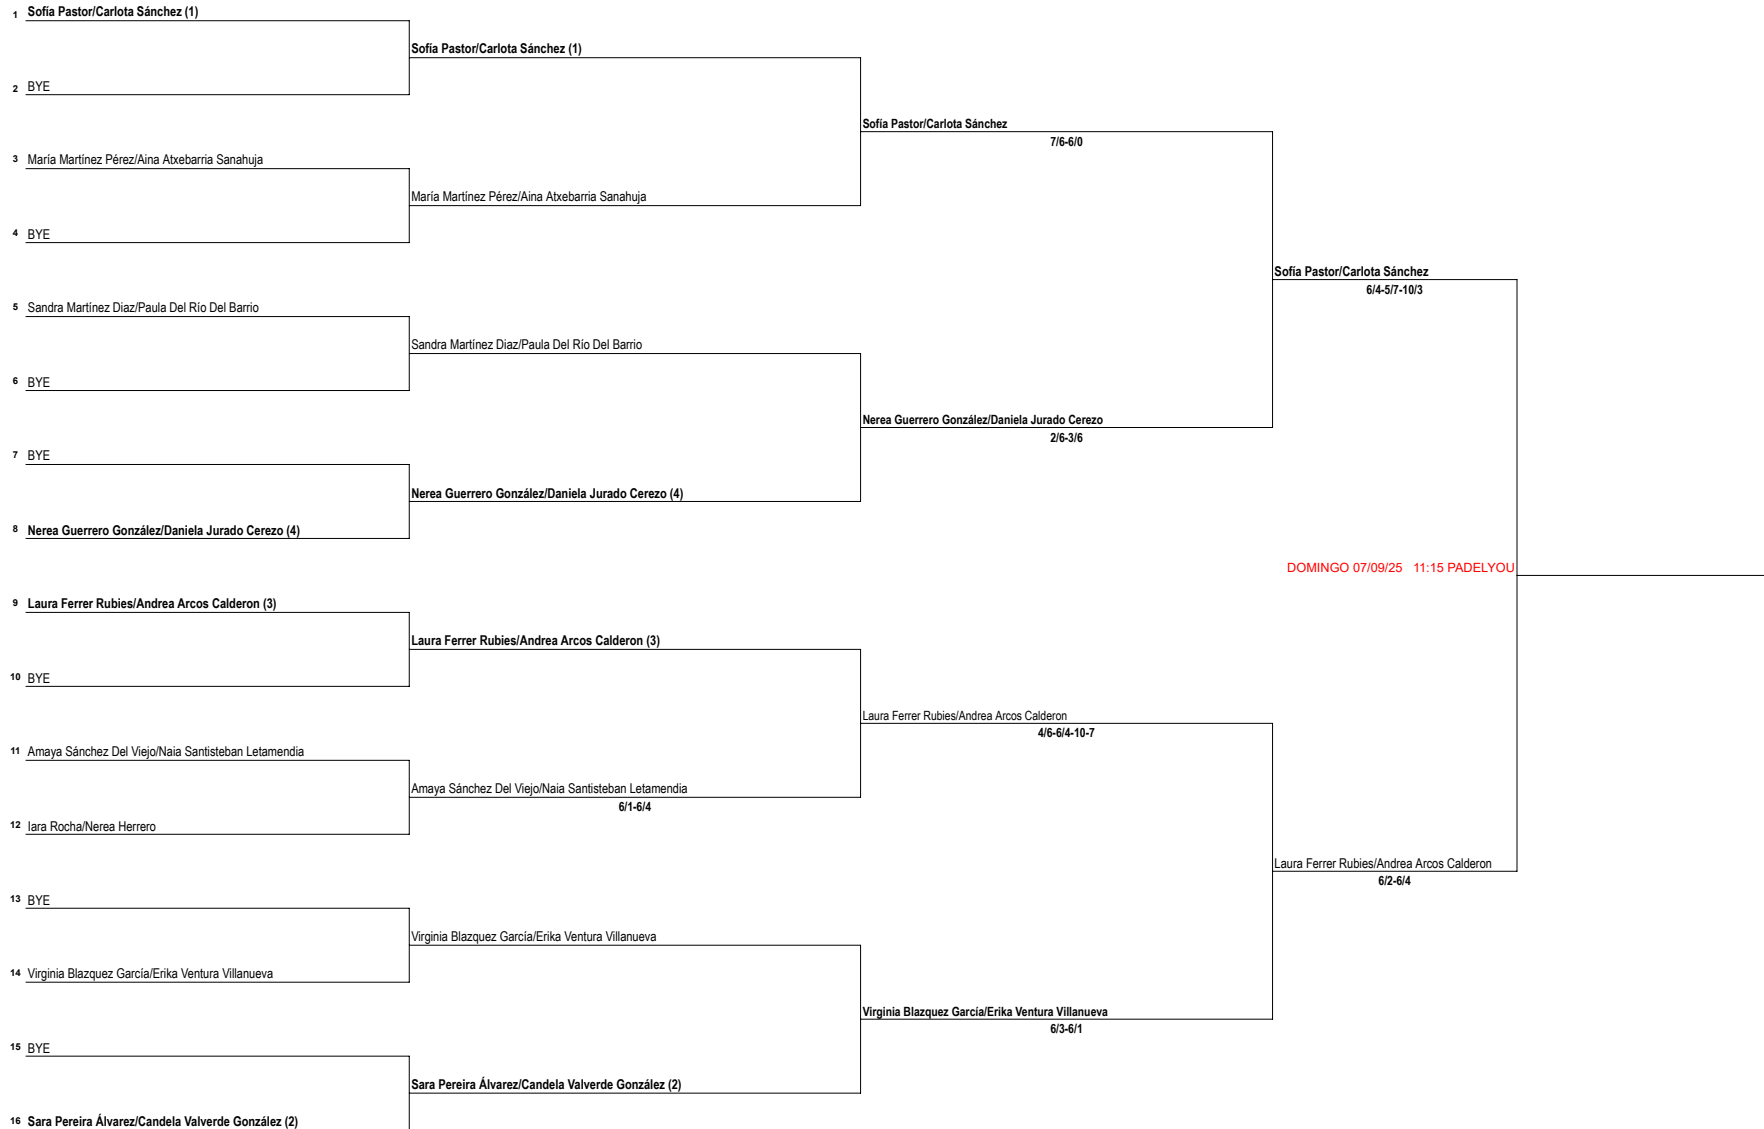 1 Sofía Pastor/Carlota Sánchez (1)
Sofía Pastor/Carlota Sánchez (1)
2 BYE
Sofía Pastor/Carlota Sánchez
7/6-6/0
3 María Martínez Pérez/Aina Atxebarria Sanahuja
María Martínez Pérez/Aina Atxebarria Sanahuja
4 BYE
Sofía Pastor/Carlota Sánchez
6/4-5/7-10/3
5 Sandra Martínez Diaz/Paula Del Río Del Barrio
Sandra Martínez Diaz/Paula Del Río Del Barrio
6 BYE
Nerea Guerrero González/Daniela Jurado Cerezo
2/6-3/6
7 BYE
Nerea Guerrero González/Daniela Jurado Cerezo (4)
8 Nerea Guerrero González/Daniela Jurado Cerezo (4)
DOMINGO 07/09/25 11:15 PADELYOU
9 Laura Ferrer Rubies/Andrea Arcos Calderon (3)
Laura Ferrer Rubies/Andrea Arcos Calderon (3)
10 BYE
Laura Ferrer Rubies/Andrea Arcos Calderon
4/6-6/4-10-7
11 Amaya Sánchez Del Viejo/Naia Santisteban Letamendia
Amaya Sánchez Del Viejo/Naia Santisteban Letamendia
6/1-6/4
12 Iara Rocha/Nerea Herrero
Laura Ferrer Rubies/Andrea Arcos Calderon
6/2-6/4
13 BYE
Virginia Blazquez García/Erika Ventura Villanueva
14 Virginia Blazquez García/Erika Ventura Villanueva
Virginia Blazquez García/Erika Ventura Villanueva
6/3-6/1
15 BYE
Sara Pereira Álvarez/Candela Valverde González (2)
16 Sara Pereira Álvarez/Candela Valverde González (2)